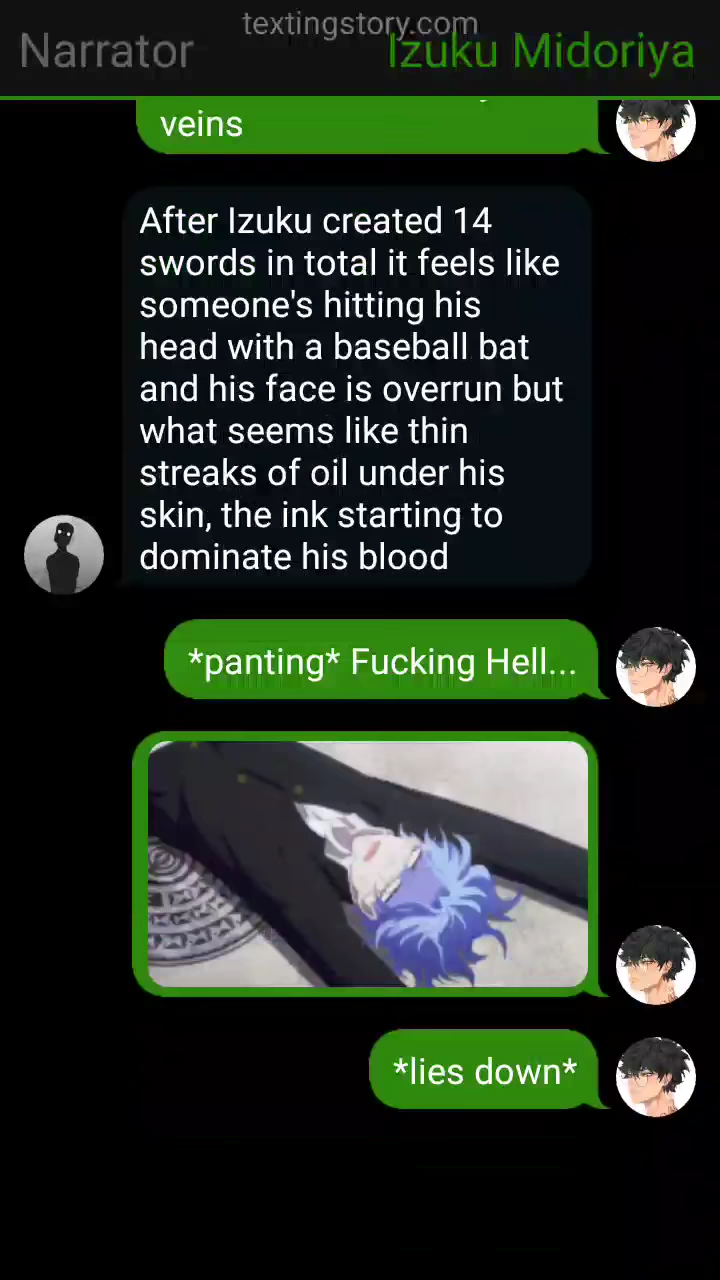 textingstory.com
Narrator
Izuku Midoriya
veins
After Izuku created 14
swords in total it feels like
someone's hitting his
head with a baseball bat
and his face is overrun but
what seems like thin
streaks of oil under his
skin, the ink starting to
dominate his blood
*panting* Fucking Hell...
*lies down*